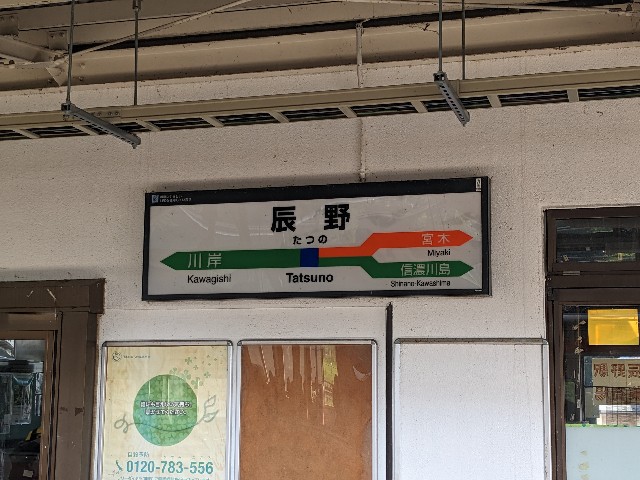 辰野
たつの
川岸
Kawagishi
Tatsuno
宮木
Miyaki
信濃川島
Shinano-Kawashima
0120-783-556